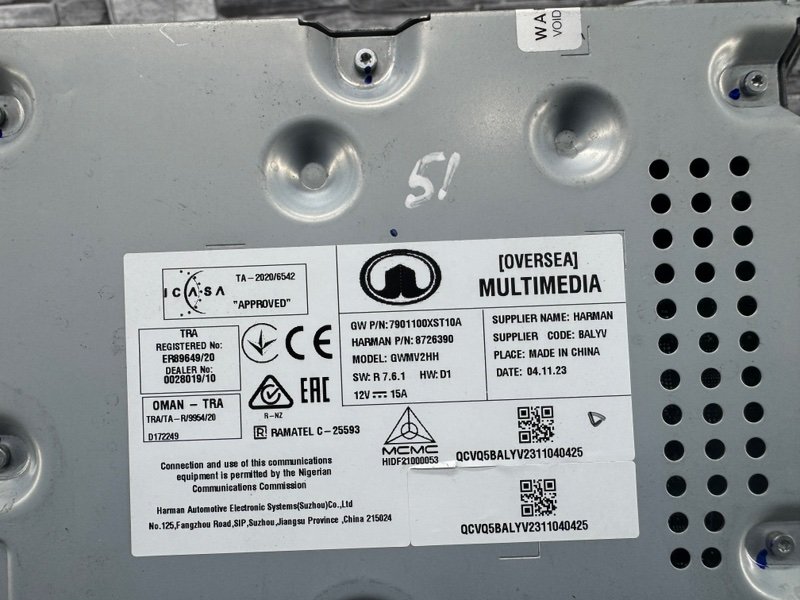 WA
VOID
51
ICASA
TA-2020/6542
"APPROVED"
[OVERSEA]
MULTIMEDIA
TRA
REGISTERED No:
ER89649/20
DEALER No:
0028019/10
CE
GW P/N:7901100XST10A
HARMAN P/N: 8726390
MODEL: GWMV2HH
SW: R 7.6.1 HW: D1
12V⎓ 15A
SUPPLIER NAME: HARMAN
SUPPLIER CODE: BALYV
PLACE: MADE IN CHINA
DATE: 04.11.23
OMAN - TRA
TRA/TA-R/9954/20
D172249
R-NZ
EAC
R RAMATEL C-25593
MCMC
HIDF21000053
QCVQ5BALYV2311040425
Connection and use of this communications
equipment is permitted by the Nigerian
Communications Commission
Harman Automotive Electronic Systems(Suzhou)Co.,Ltd
No.125,Fangzhou Road,SIP,Suzhou,Jiangsu Province ,China 215024
QCVQ5BALYV2311040425